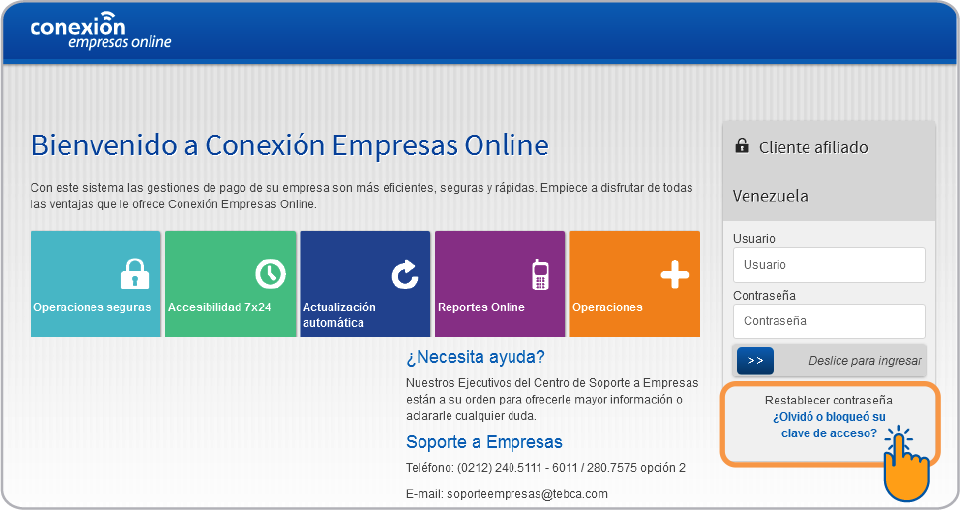 conexión
empresas online
Bienvenido a Conexión Empresas Online
Con este sistema las gestiones de pago de su empresa son más eficientes, seguras y rápidas. Empiece a disfrutar de todas
las ventajas que le ofrece Conexión Empresas Online.
Operaciones seguras
Accesibilidad 7x24
Actualización
automática
Reportes Online
Operaciones
¿Necesita ayuda?
Nuestros Ejecutivos del Centro de Soporte a Empresas
están a su orden para ofrecerle mayor información o
aclararle cualquier duda.
Soporte a Empresas
Teléfono: (0212) 240.5111 - 6011 / 280.7575 opción 2
E-mail: soporteempresas@tebca.com
Cliente afiliado
Venezuela
Usuario
Usuario
Contraseña
Contraseña
>> Deslice para ingresar
Restablecer contraseña
¿Olvidó o bloqueó su
clave de acceso?